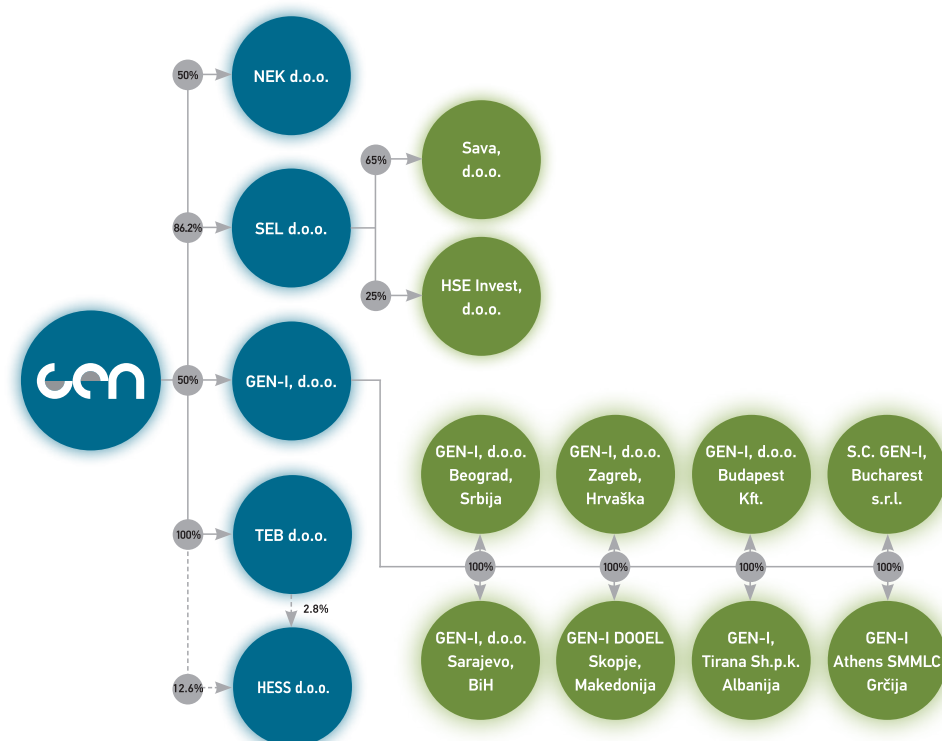 50%
NEK d.o.o.
65%
Sava,
d.o.o.
86.2%
SEL d.o.o.
25%
HSE Invest,
d.o.o.
gen
50%
GEN-I, d.o.o.
GEN-I, d.o.o.
Beograd,
Srbija
GEN-I, d.o.o.
Zagreb,
Hrvaška
GEN-I, d.o.o.
Budapest
Kft.
S.C. GEN-I,
Bucharest
s.r.l.
100%
TEB d.o.o.
100%
100%
100%
100%
2.8%
GEN-I, d.o.o.
Sarajevo,
BiH
GEN-I DOOEL
Skopje,
Makedonija
GEN-I,
Tirana Sh.p.k.
Albanija
GEN-I
Athens SMMLC
Grčija
12.6%
HESS d.o.o.